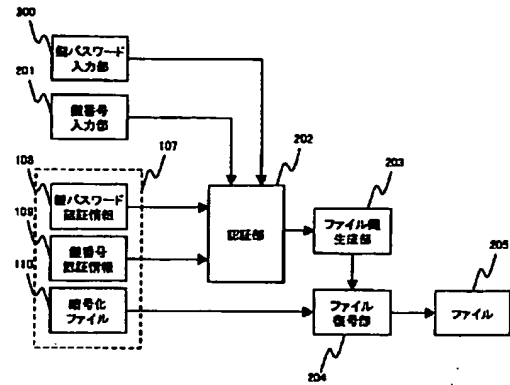 200
鍵パスワード
入力部
201
鍵番号
入力部
107
202
108
鍵パスワード
認証情報
109
鍵番号
認証情報
110
暗号化
ファイル
認証部
203
ファイル鍵
生成部
ファイル
復号部
204
205
ファイル